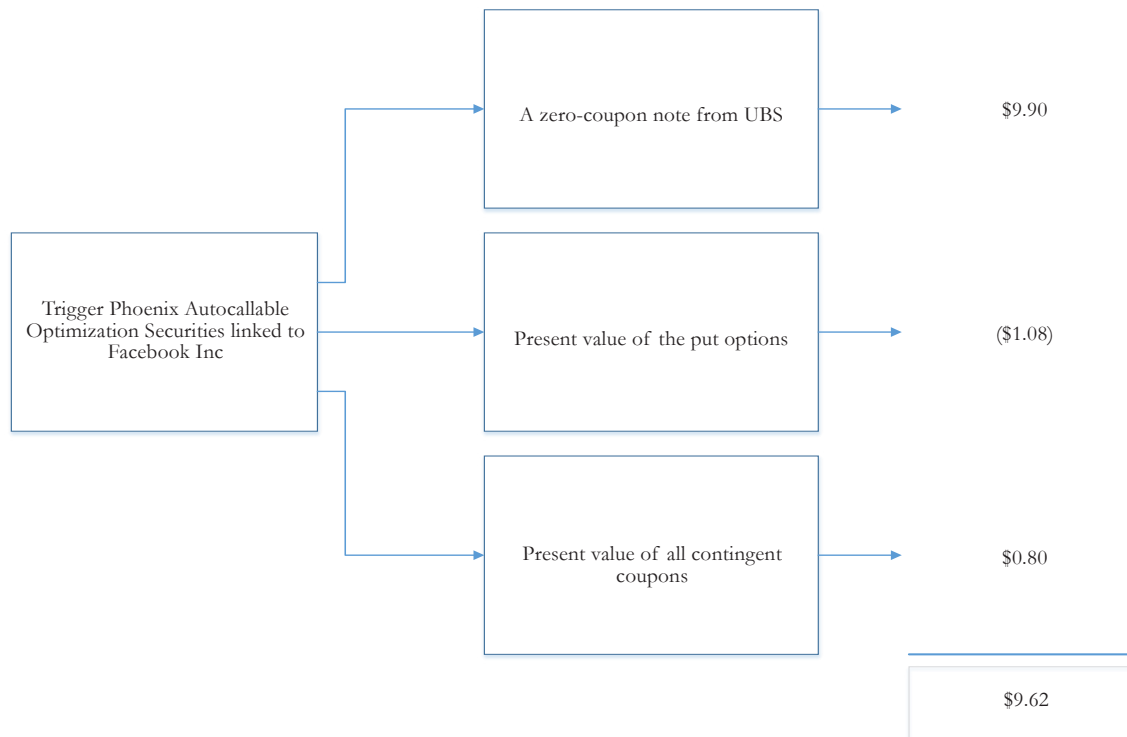 A zero-coupon note from UBS
$9.90
Trigger Phoenix Autocallable
Optimization Securities linked to
Facebook Inc
Present value of the put options
($1.08)
Present value of all contingent
coupons
$0.80
$9.62